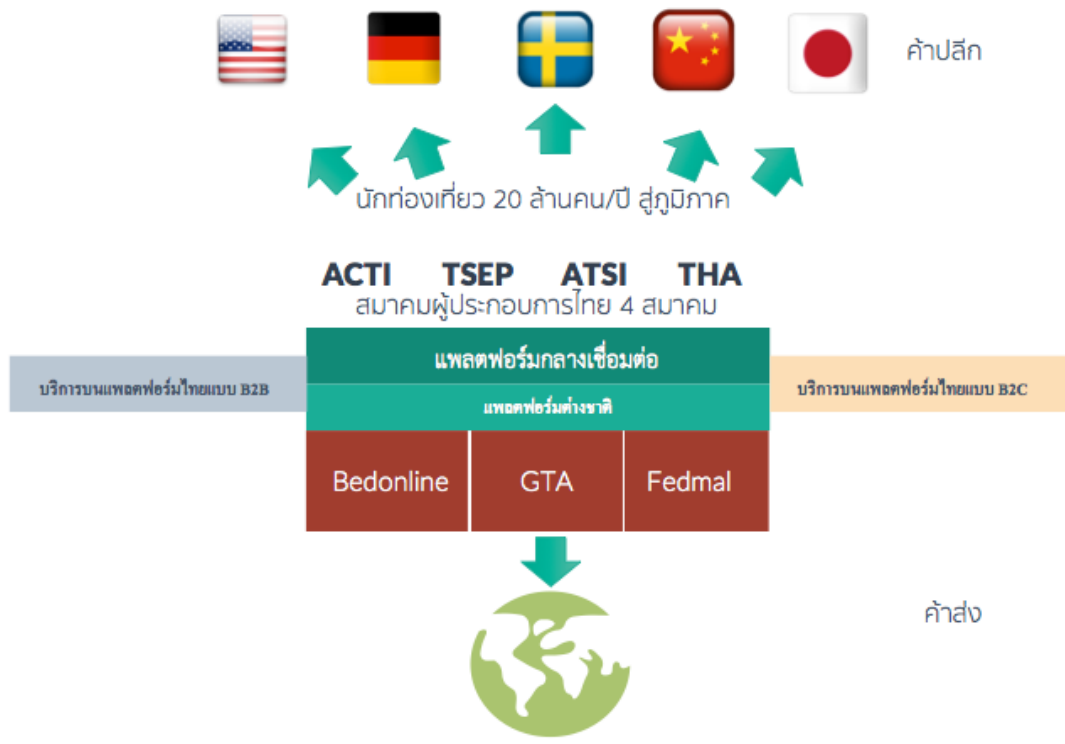 ค้าปลีก
นักท่องเที่ยว 20 ล้านคน/ปี สู่ภูมิภาค
ACTI TSEP ATSI THA
สมาคมผู้ประกอบการไทย 4 สมาคม
แพลตฟอร์มกลางเชื่อมต่อ
บริการบนแพลตฟอร์มไทยแบบ B2B
บริการบนแพลตฟอร์มไทยแบบ B2C
แพลตฟอร์มต่างชาติ
Bedonline GTA Fedmal
ค้าส่ง